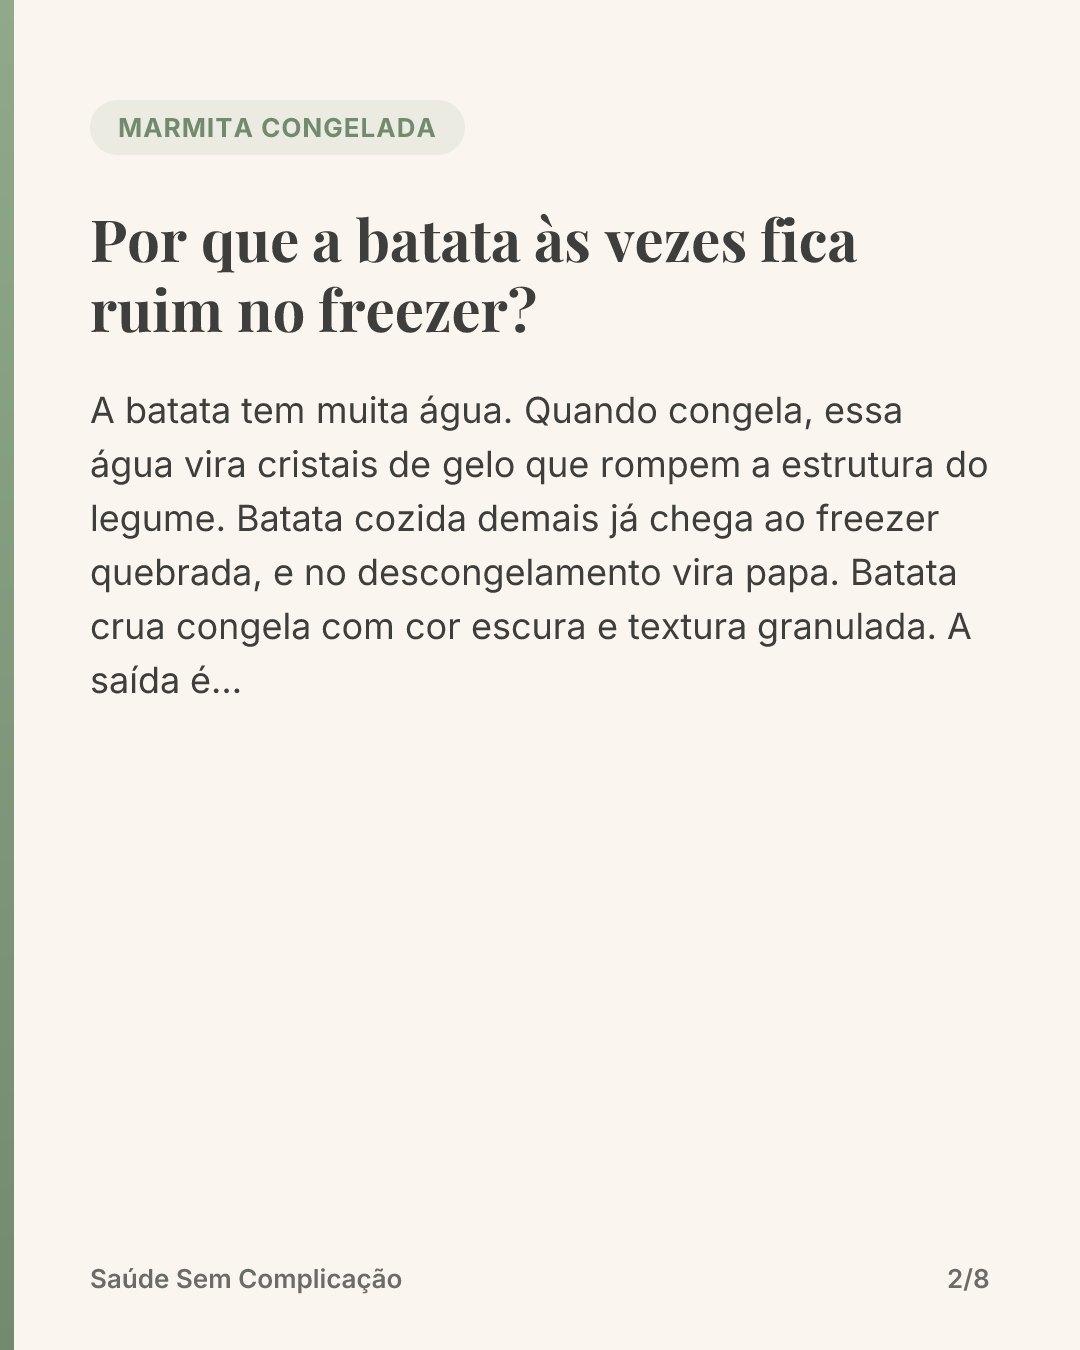 MARMITA CONGELADA
Por que a batata às vezes fica
ruim no freezer?
A batata tem muita água. Quando congela, essa
água vira cristais de gelo que rompem a estrutura do
legume. Batata cozida demais já chega ao freezer
quebrada, e no descongelamento vira papa. Batata
crua congela com cor escura e textura granulada. A
saída é...
Saúde Sem Complicação
2/8